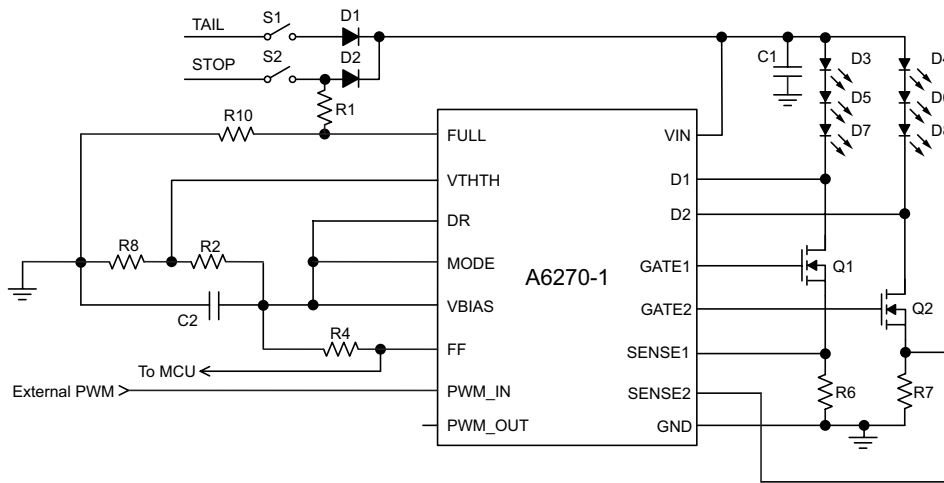 TAIL
S1
D1
STOP
S2
D2
R1
C1
D3
D5
D7
R10
FULL
VTHTH
DR
MODE
VBIAS
FF
PWM_IN
PWM_OUT
A6270-1
VIN
D1
D2
GATE1
GATE2
SENSE1
SENSE2
GND
R8
R2
C2
R4
To MCU
External PWM
Q1
Q2
R6
R7